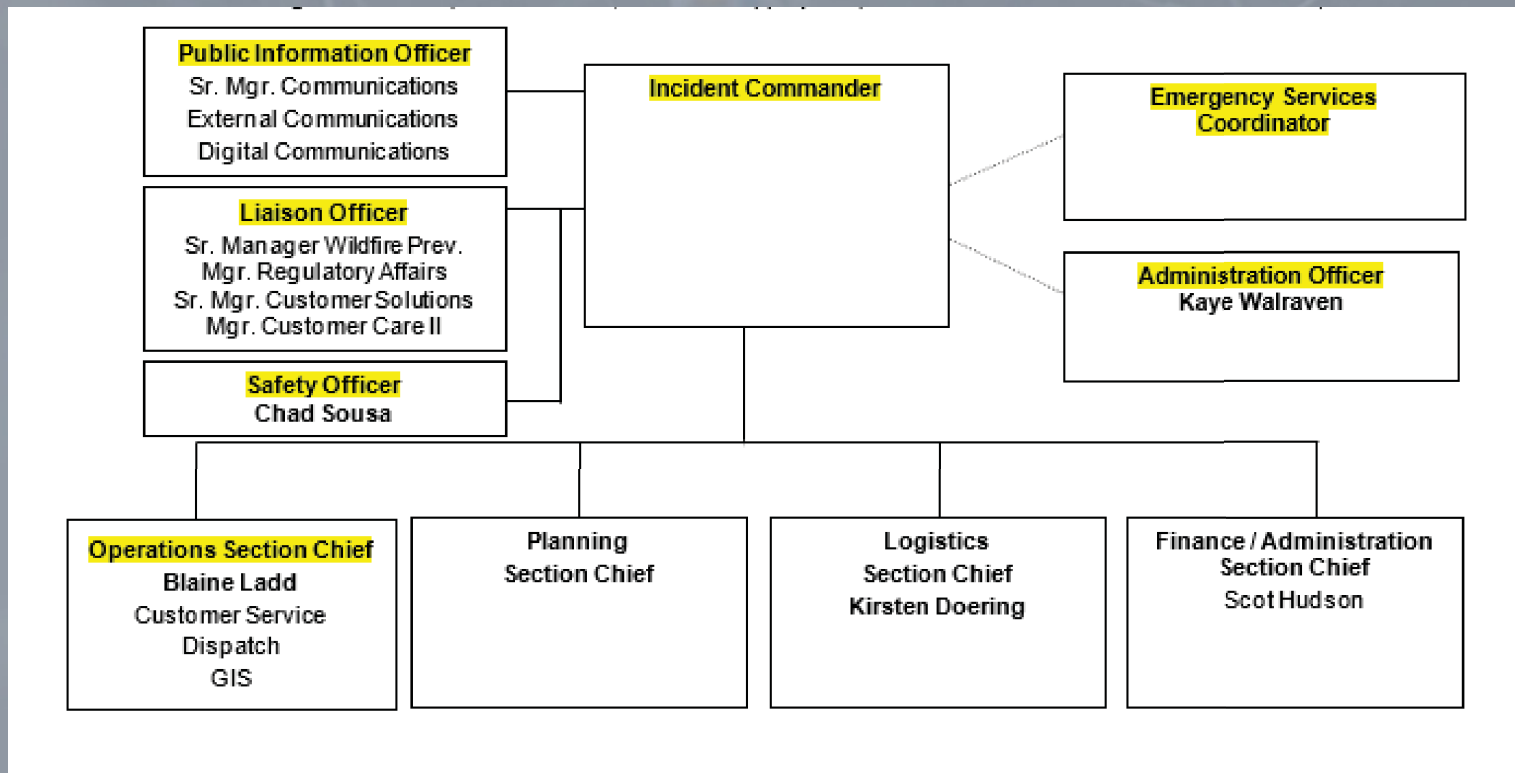 Public Information Officer
Sr. Mgr. Communications
External Communications
Digital Communications
Incident Commander
Emergency Services
Coordinator
Liaison Officer
Sr. Manager Wildfire Prev.
Mgr. Regulatory Affairs
Sr. Mgr. Customer Solutions
Mgr. Customer Care II
Administration Officer
Kaye Walraven
Safety Officer
Chad Sousa
Operations Section Chief
Blaine Ladd
Customer Service
Dispatch
GIS
Planning
Section Chief
Logistics
Section Chief
Kirsten Doering
Finance / Administration
Section Chief
Scot Hudson